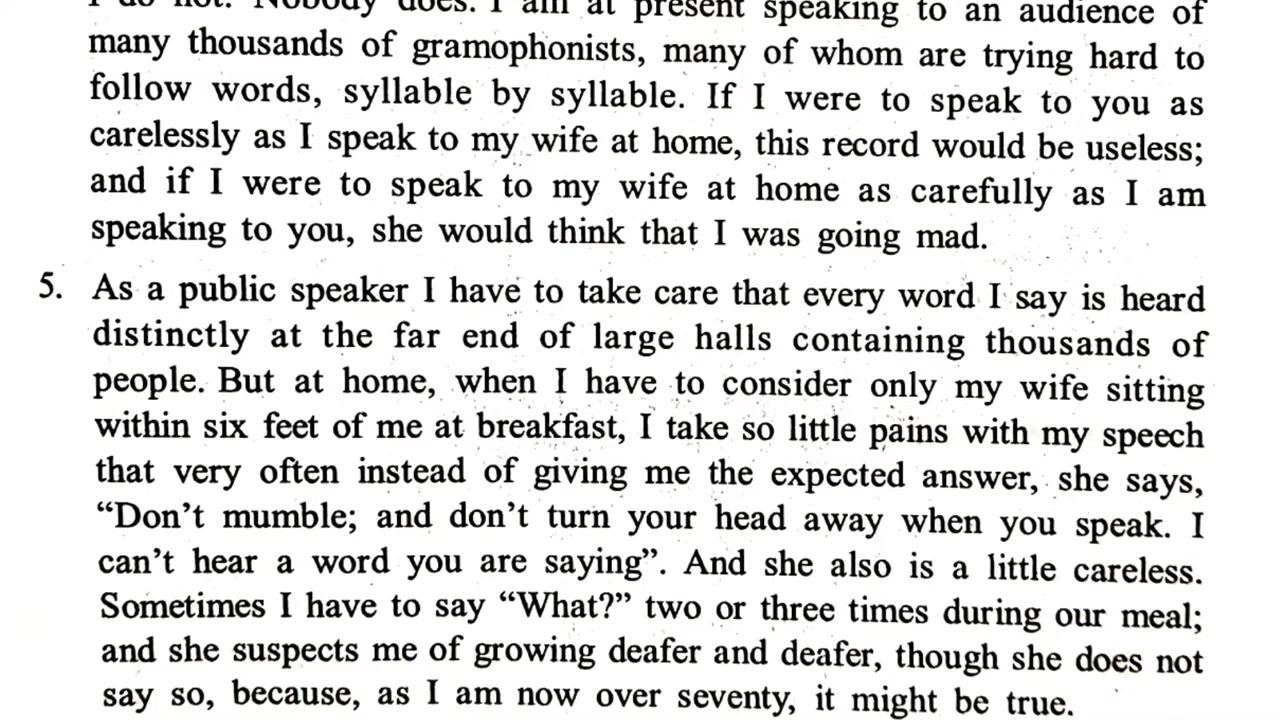 I do not. Nobody does. I am at present speaking to an audience of
many thousands of gramophonists, many of whom are trying hard to
follow words, syllable by syllable. If I were to speak to you as
carelessly as I speak to my wife at home, this record would be useless;
and if I were to speak to my wife at home as carefully as I am
speaking to you, she would think that I was going mad.
5. As a public speaker I have to take care that every word I say is heard
distinctly at the far end of large halls containing thousands of
people. But at home, when I have to consider only my wife sitting
within six feet of me at breakfast, I take so little pains with my speech
that very often instead of giving me the expected answer, she says,
“Don’t mumble; and don’t turn your head away when you speak. I
can’t hear a word you are saying”. And she also is a little careless.
Sometimes I have to say “What?” two or three times during our meal;
and she suspects me of growing deafer and deafer, though she does not
say so, because, as I am now over seventy, it might be true.